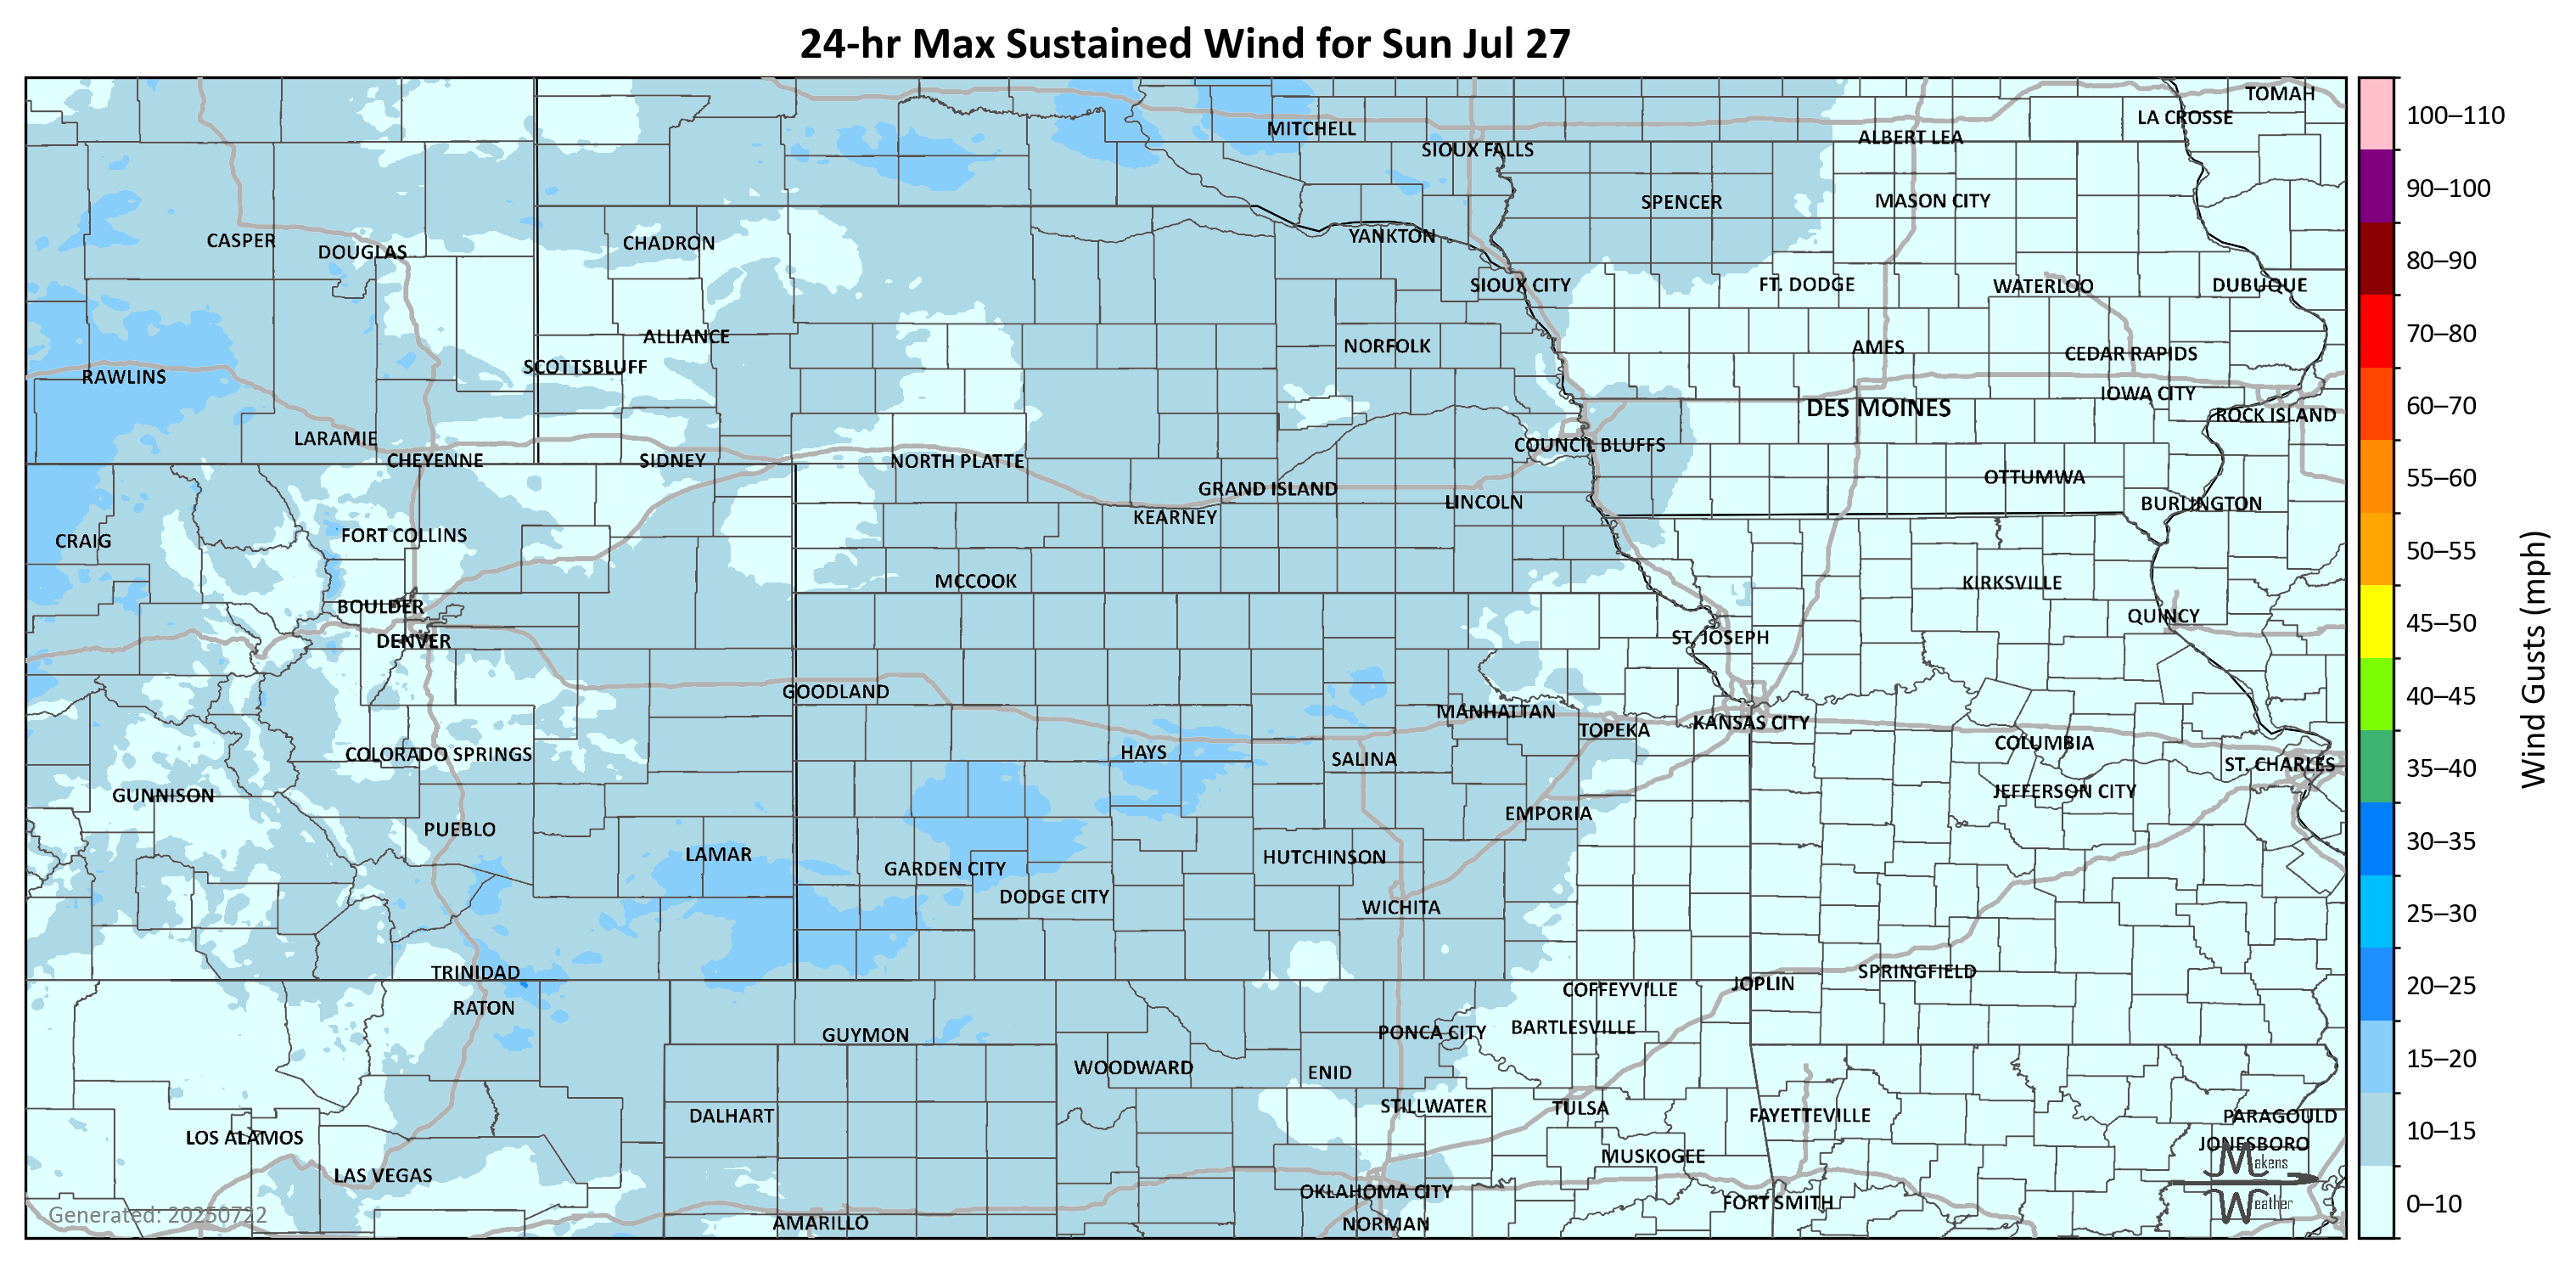 24-hr Max Sustained Wind for Sun Jul 27
TOMAH
LA CROSSE
MITCHELL
ALBERT LEA
SIOUX FALLS
SPENCER
MASON CITY
CASPER
DOUGLAS
CHADRON
YANKTON
SIOUX CITY
FT. DODGE
WATERLOO
DUBUQUE
ALLIANCE
NORFOLK
AMES
CEDAR RAPIDS
SCOTTSBLUFF
RAWLINS
IOWA CITY
DES MOINES
ROCK ISLAND
LARAMIE
COUNCIL BLUFFS
CHEYENNE
SIDNEY
NORTH PLATTE
OTTUMWA
GRAND ISLAND
LINCOLN
BURLINGTON
KEARNEY
CRAIG
FORT COLLINS
MCCOOK
KIRKSVILLE
BOULDER
QUINCY
DENVER
ST. JOSEPH
GOODLAND
MANHATTAN
TOPEKA
KANSAS CITY
COLORADO SPRINGS
HAYS
SALINA
COLUMBIA
ST. CHARLES
GUNNISON
JEFFERSON CITY
PUEBLO
EMPORIA
LAMAR
GARDEN CITY
HUTCHINSON
DODGE CITY
WICHITA
TRINIDAD
SPRINGFIELD
JOPLIN
RATON
COFFEYVILLE
GUYMON
PONCA CITY
BARTLESVILLE
WOODWARD
ENID
DALHART
STILLWATER
TULSA
FAYETTEVILLE
PARAGOULD
LOS ALAMOS
JONESBORO
LAS VEGAS
MUSKOGEE
OKLAHOMA CITY
FORT SMITH
AMARILLO
NORMAN
Generated: 20250722
Makens
Weather
100–110
90–100
80–90
70–80
60–70
55–60
50–55
45–50
40–45
35–40
30–35
25–30
20–25
15–20
10–15
0–10
Wind Gusts (mph)